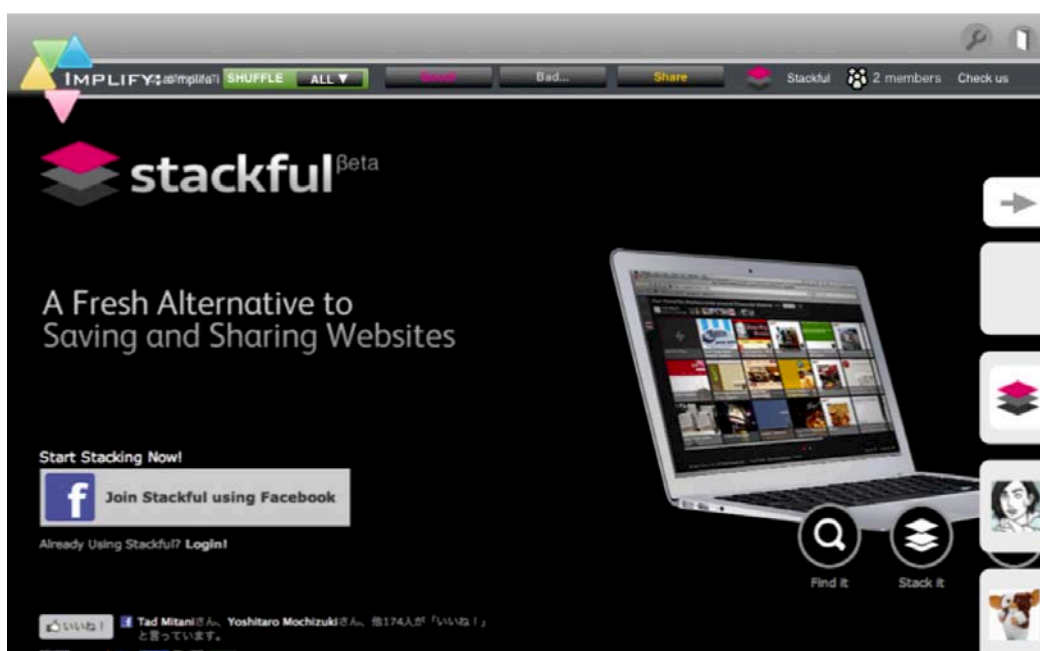 IMPLIFY;
SHUFFLE
ALL ▼
Good!
Bad...
Share
Stackful
2 members
Check us
stackful βeta
A Fresh Alternative to
Saving and Sharing Websites
Start Stacking Now!
f Join Stackful using Facebook
Already Using Stackful? Login!
Find it
Stack it
いいね！
Tad Mitaniさん、Yoshitaro Mochizukiさん、他174人が「いいね！」
と言っています。